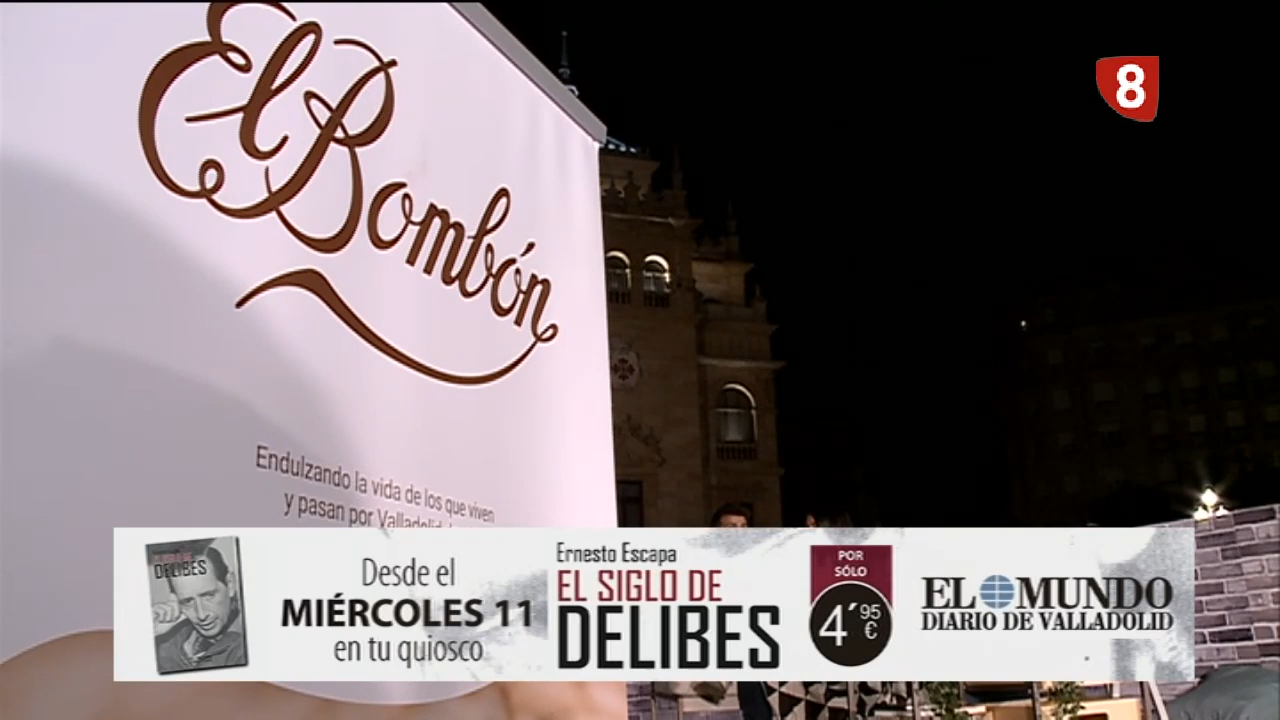 8
El Bombón
Endulzando la vida de los que viven
y pasan por Valladolid
DELIBES
Desde el
MIÉRCOLES 11
en tu quiosco
Ernesto Escapa
EL SIGLO DE
DELIBES
POR
SÓLO
4´95
€
EL MUNDO
DIARIO DE VALLADOLID